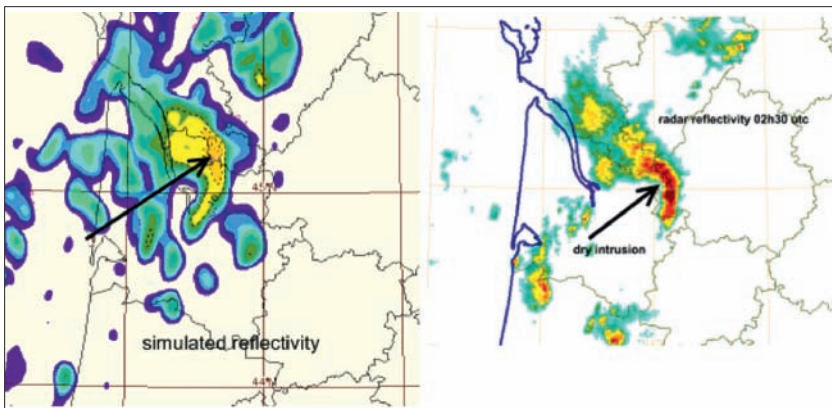 radar reflectivity 02h30 utc
45°N
dry intrusion
simulated reflectivity
44°N